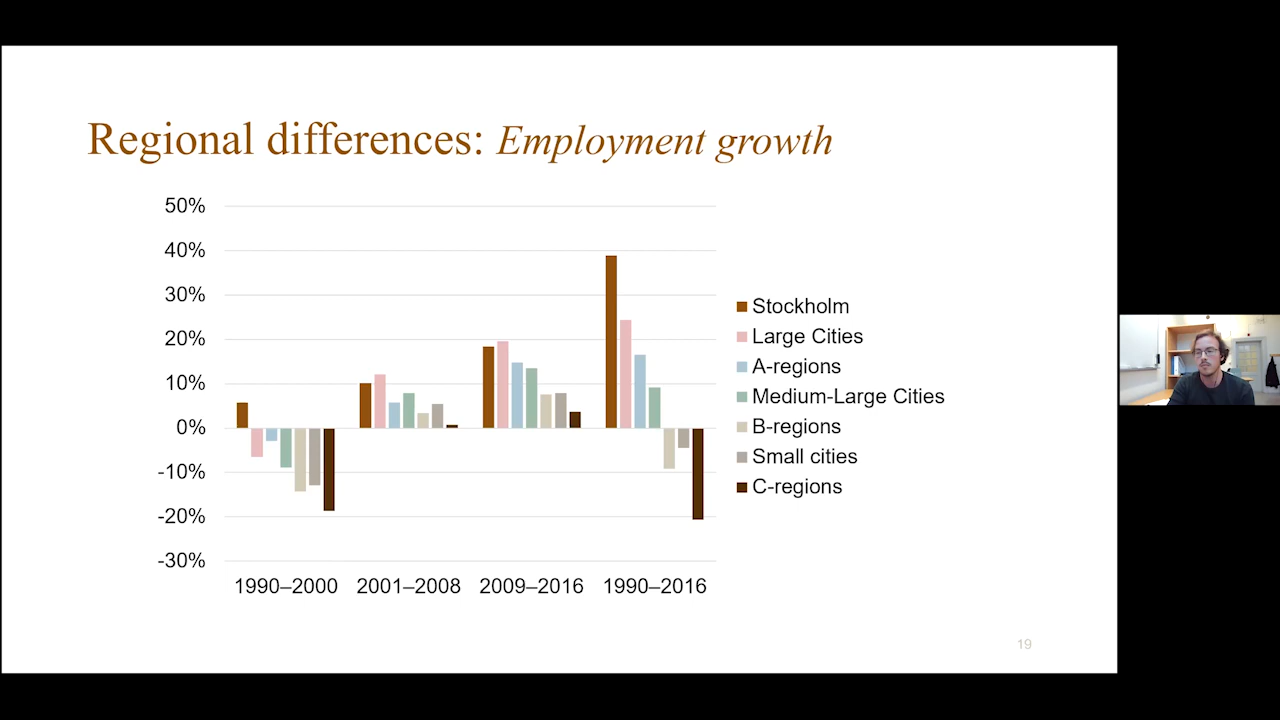 Regional differences: Employment growth
50%
40%
30%
20%
10%
0%
-10%
-20%
-30%
1990–2000 2001–2008 2009–2016 1990–2016
Stockholm
Large Cities
A-regions
Medium-Large Cities
B-regions
Small cities
C-regions
19